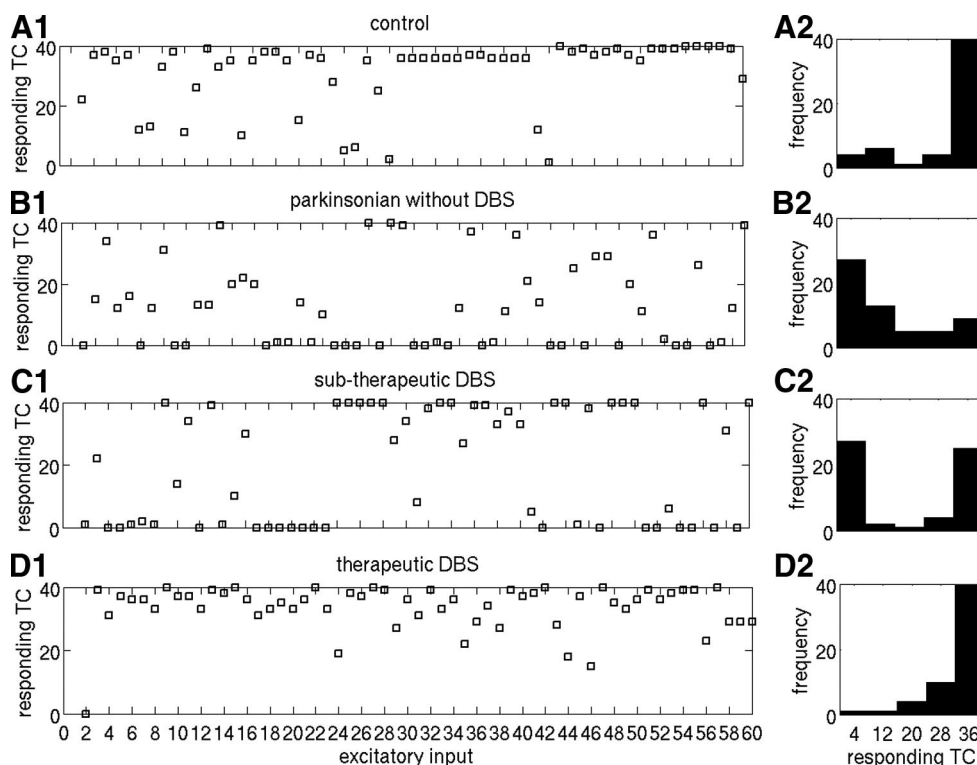 A1
control
A2
responding TC
40
20
0
frequency
40
20
0
B1
parkinsonian without DBS
B2
responding TC
40
20
0
frequency
40
20
0
C1
sub-therapeutic DBS
C2
responding TC
40
20
0
frequency
40
20
0
D1
therapeutic DBS
D2
responding TC
40
20
0
frequency
40
20
0
0 2 4 6 8 10 12 14 16 18 20 22 24 26 28 30 32 34 36 38 40 42 44 46 48 50 52 54 56 58 60
excitatory input
4 12 20 28 36
responding TC